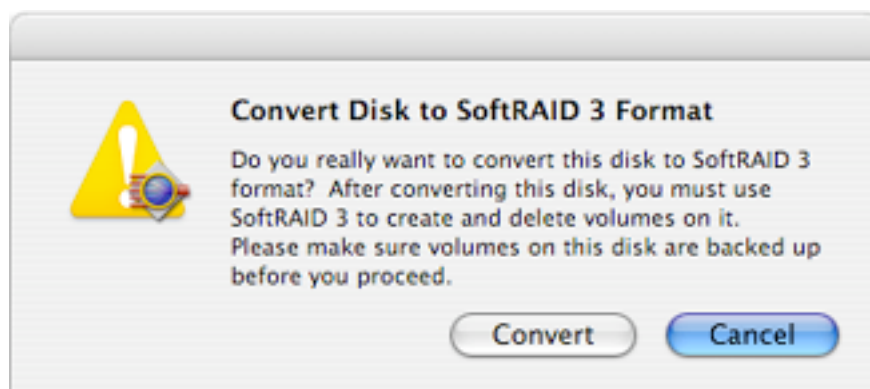 Convert Disk to SoftRAID 3 Format
Do you really want to convert this disk to SoftRAID 3
format?  After converting this disk, you must use
SoftRAID 3 to create and delete volumes on it.
Please make sure volumes on this disk are backed up
before you proceed.
Convert
Cancel